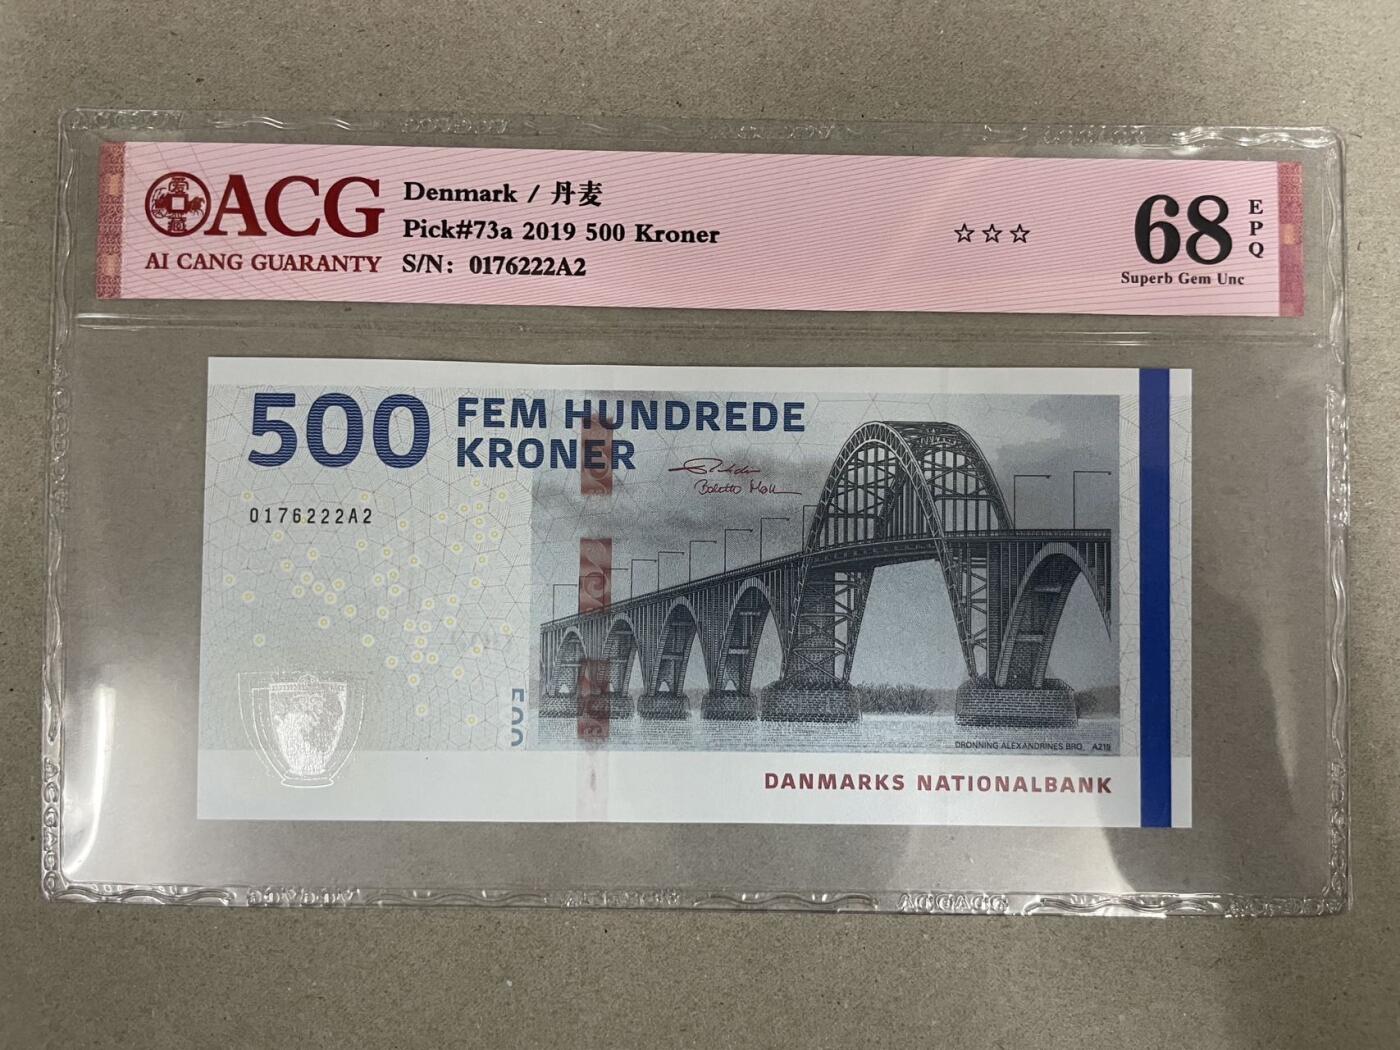 ACG
AI CANG GUARANTY
Denmark / 丹麦
Pick#73a 2019 500 Kroner
S/N: 0176222A2
☆☆☆
68
EPQ
Superb Gem Unc
500
FEM HUNDREDE
KRONER
0176222A2
DRONNING ALEXANDRINES BRO A219
DANMARKS NATIONALBANK